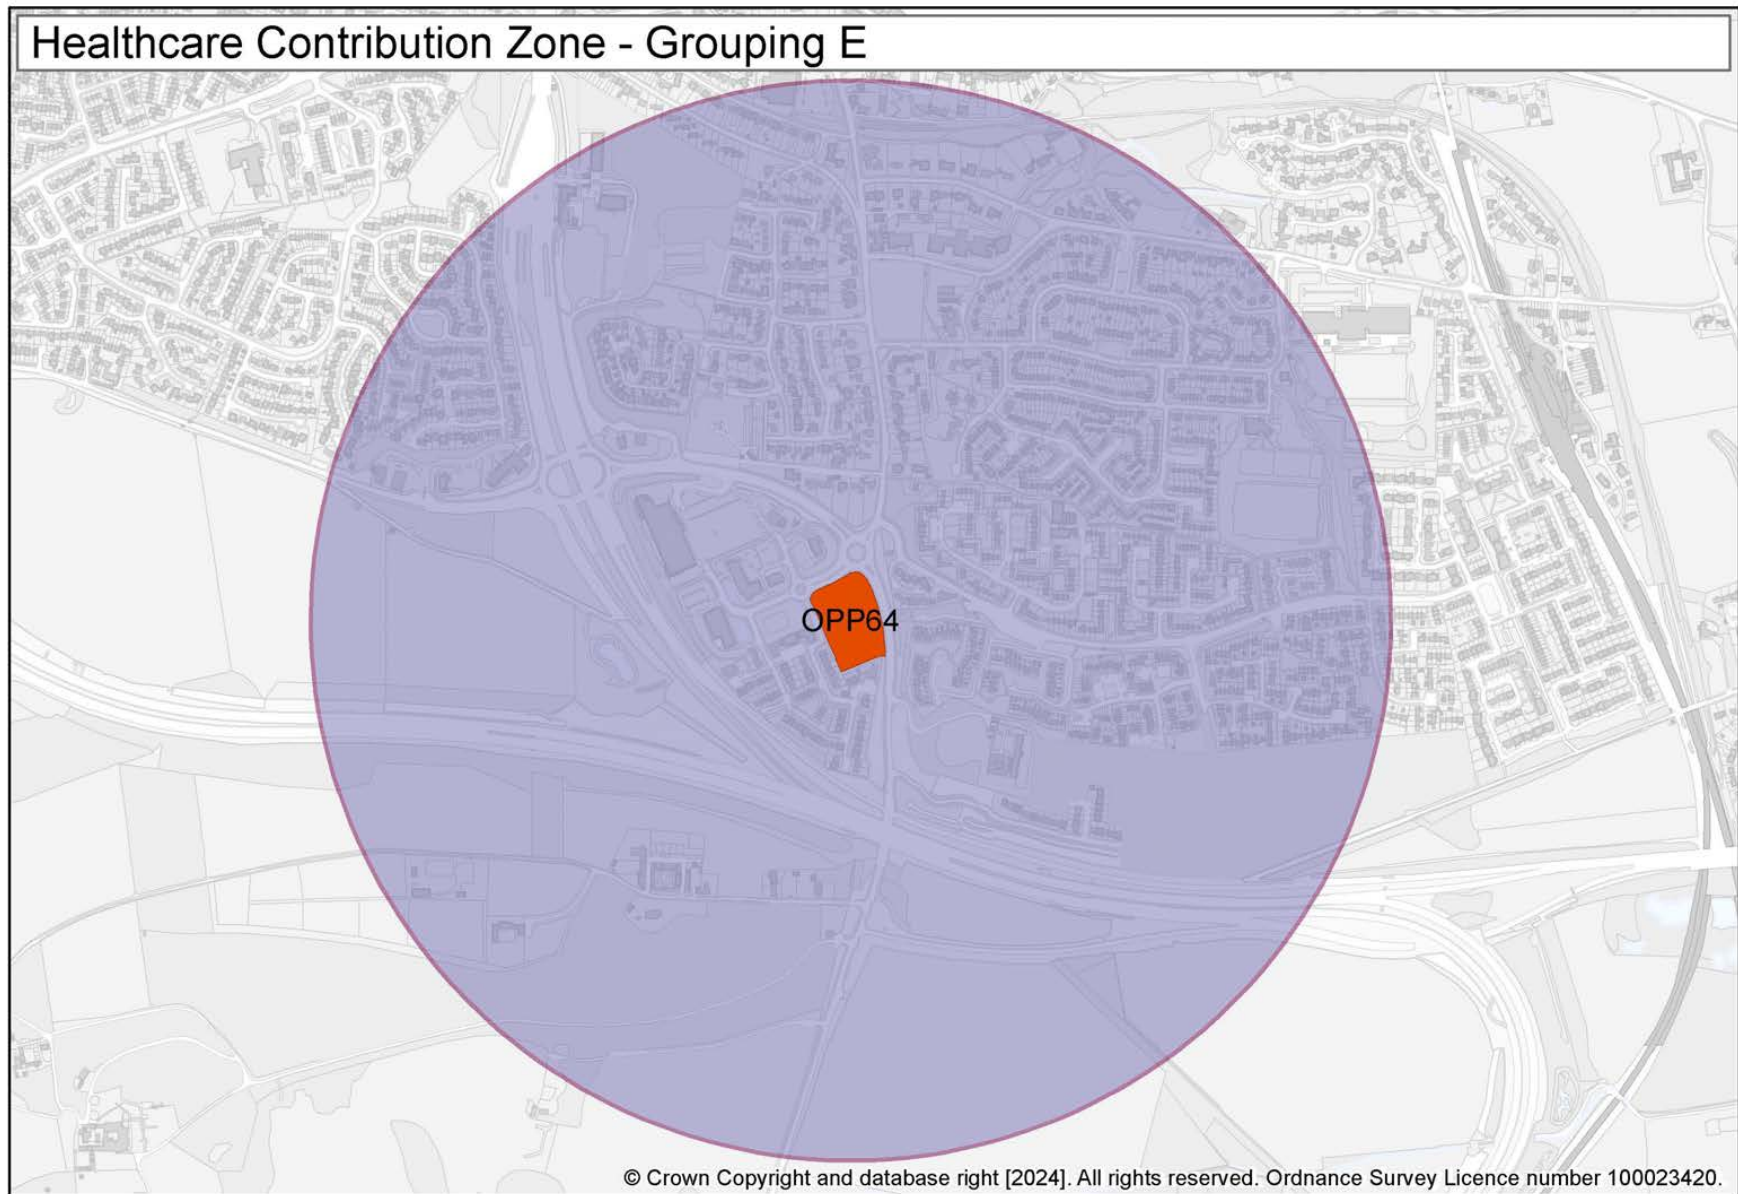 Healthcare Contribution Zone - Grouping E
OPP64
© Crown Copyright and database right [2024]. All rights reserved. Ordnance Survey Licence number 100023420.